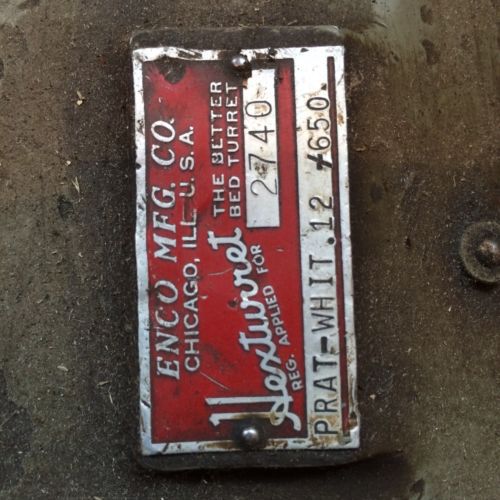 ENCO MFG. CO.
CHICAGO, ILL. U.S.A.
Hexturret THE BETTER
BED TURRET
REG. APPLIED FOR 2740
PRAT-WHIT.12 -650.